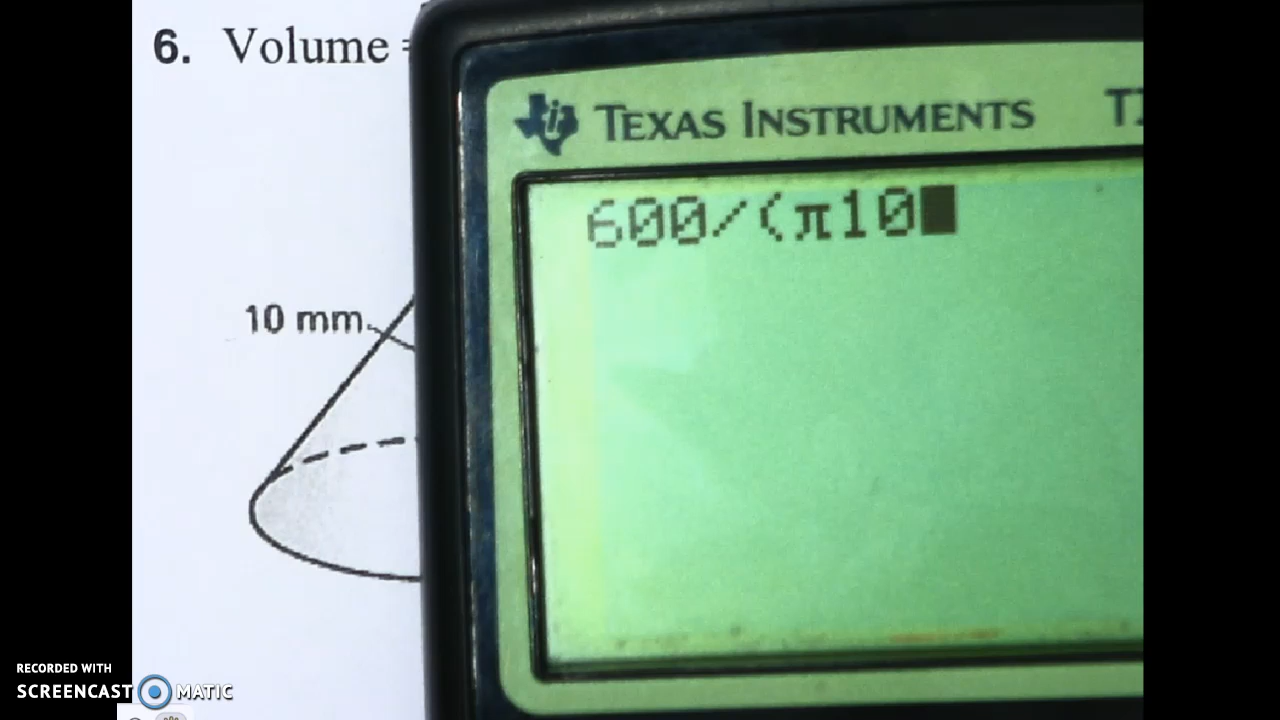 6. Volume
TEXAS INSTRUMENTS
600/(π10
10 mm
RECORDED WITH
SCREENCAST MATIC